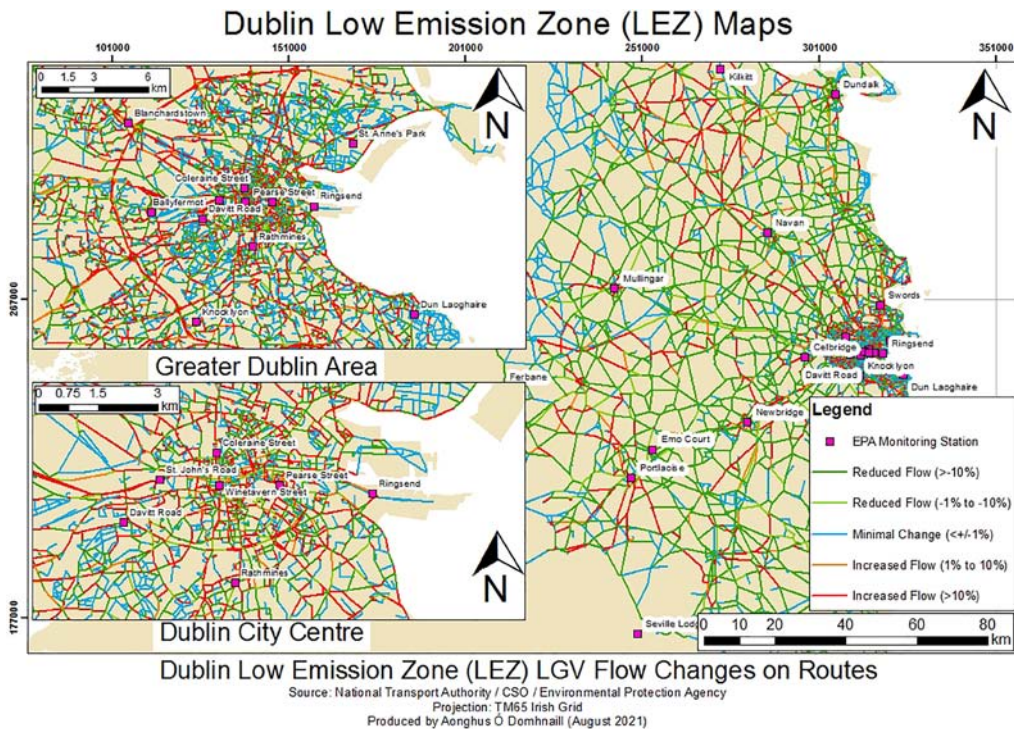 Dublin Low Emission Zone (LEZ) Maps
101000 151000 201000 251000 301000 351000
0 1.5 3 6
km
N
Blanchardstown
St. Anne's Park
Coleraine Street
Pearse Street
Ringsend
Ballyfermot
Davitt Road
Rathmines
Dun Laoghaire
Knocklyon
Greater Dublin Area
267000
177000
0 0.75 1.5 3
km
Coleraine Street
St. John's Road
Pearse Street
Winetavern Street
Ringsend
Davitt Road
Rathmines
N
Dublin City Centre
Kilkitt
Dundalk
N
Navan
Mullingar
Swords
Celbridge
Ringsend
Davitt Road
Knocklyon
Dun Laoghaire
Ferbane
Newbridge
Emo Court
Portlaoise
Seville Lodg
Legend
EPA Monitoring Station
Reduced Flow (>-10%)
Reduced Flow (-1% to -10%)
Minimal Change (<+/-1%)
Increased Flow (1% to 10%)
Increased Flow (>10%)
0 10 20 40 60 80
km
Dublin Low Emission Zone (LEZ) LGV Flow Changes on Routes
Source: National Transport Authority / CSO / Environmental Protection Agency
Projection: TM65 Irish Grid
Produced by Aonghus Ó Domhnaill (August 2021)